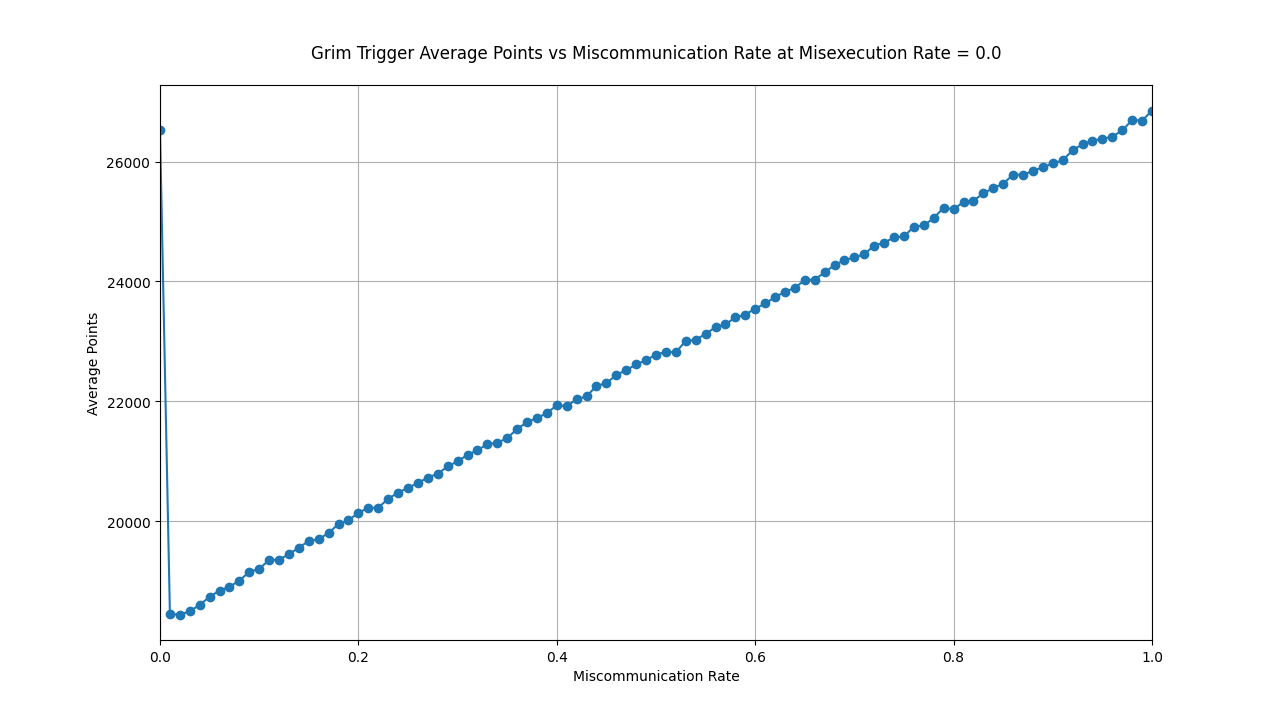 Grim Trigger Average Points vs Miscommunication Rate at Misexecution Rate = 0.0
Average Points
26000
24000
22000
20000
0.0 0.2 0.4 0.6 0.8 1.0
Miscommunication Rate